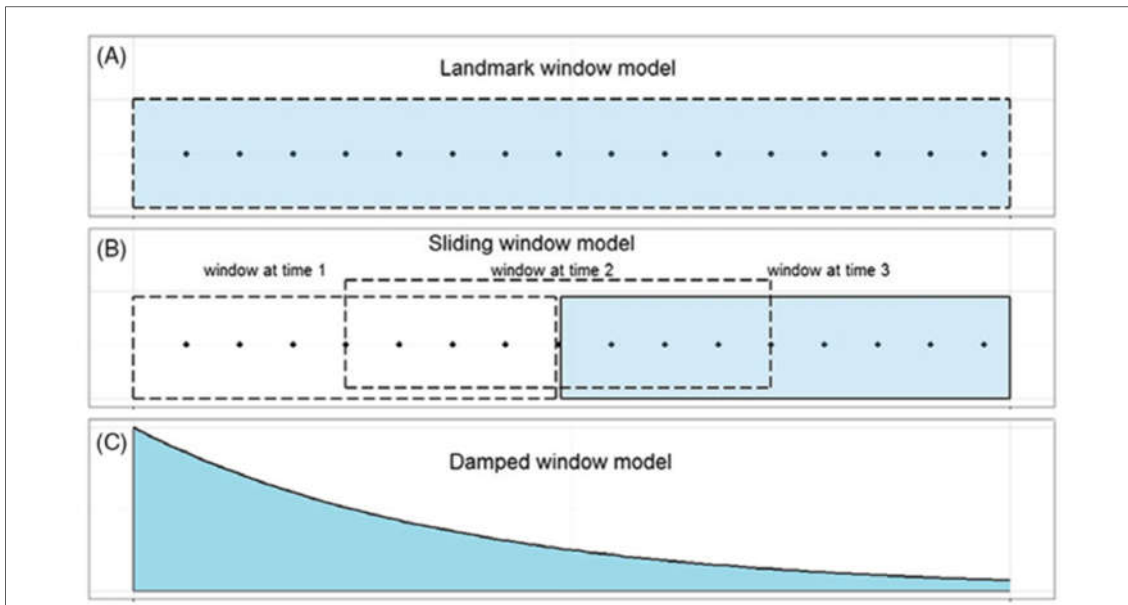 (A)
Landmark window model
(B)
Sliding window model
window at time 1 window at time 2 window at time 3
(C)
Damped window model